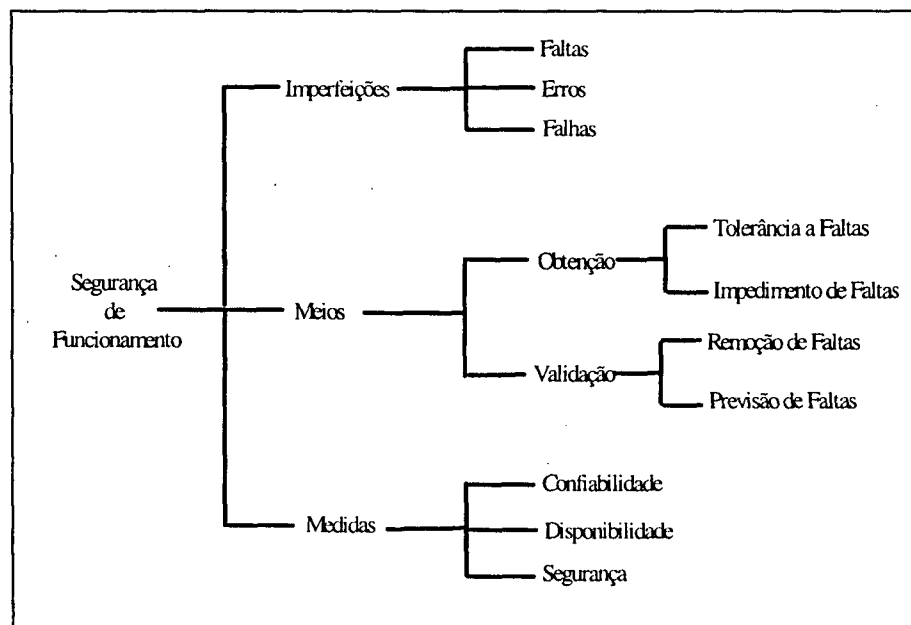 Segurança
de
Funcionamento
Imperfeições
Faltas
Erros
Falhas
Meios
Obtenção
Tolerância a Faltas
Impedimento de Faltas
Validação
Remoção de Faltas
Previsão de Faltas
Medidas
Confiabilidade
Disponibilidade
Segurança